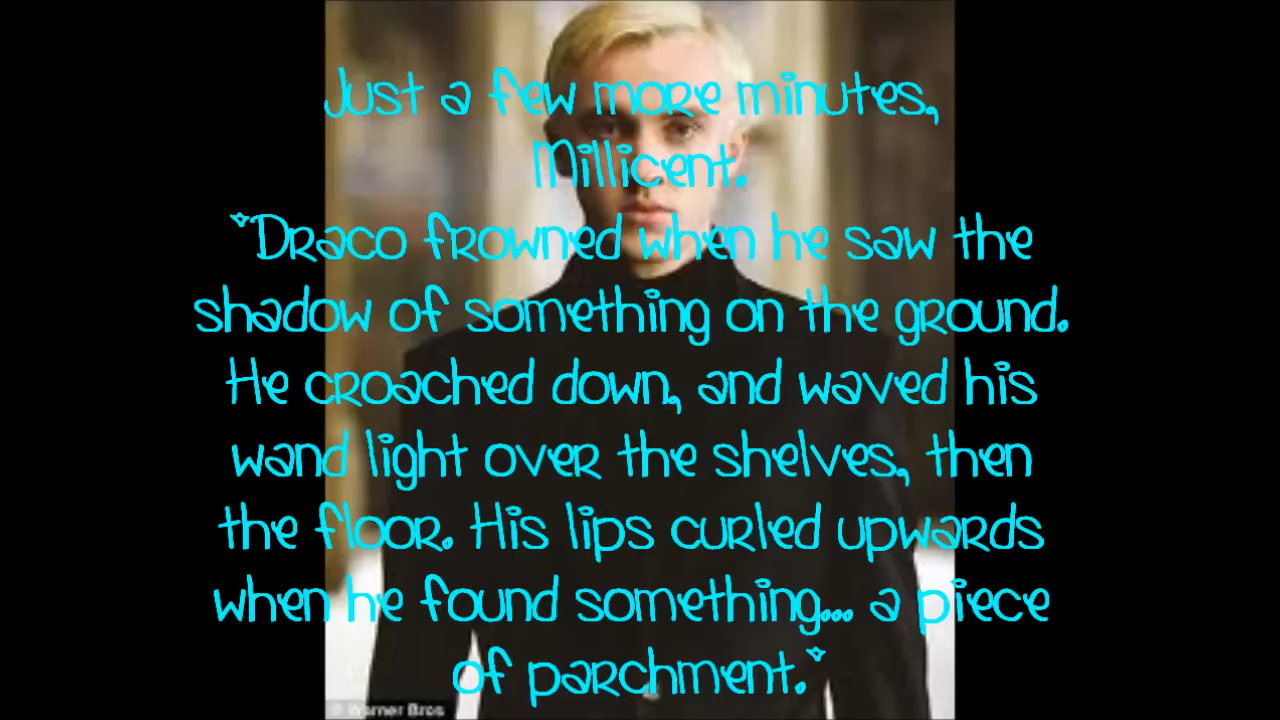 Just a few more minutes,
Millicent.
*Draco frowned when he saw the
shadow of something on the ground.
He croached down, and waved his
wand light over the shelves, then
the floor. His lips curled upwards
when he found something... a piece
of parchment.*
© Warner Bros